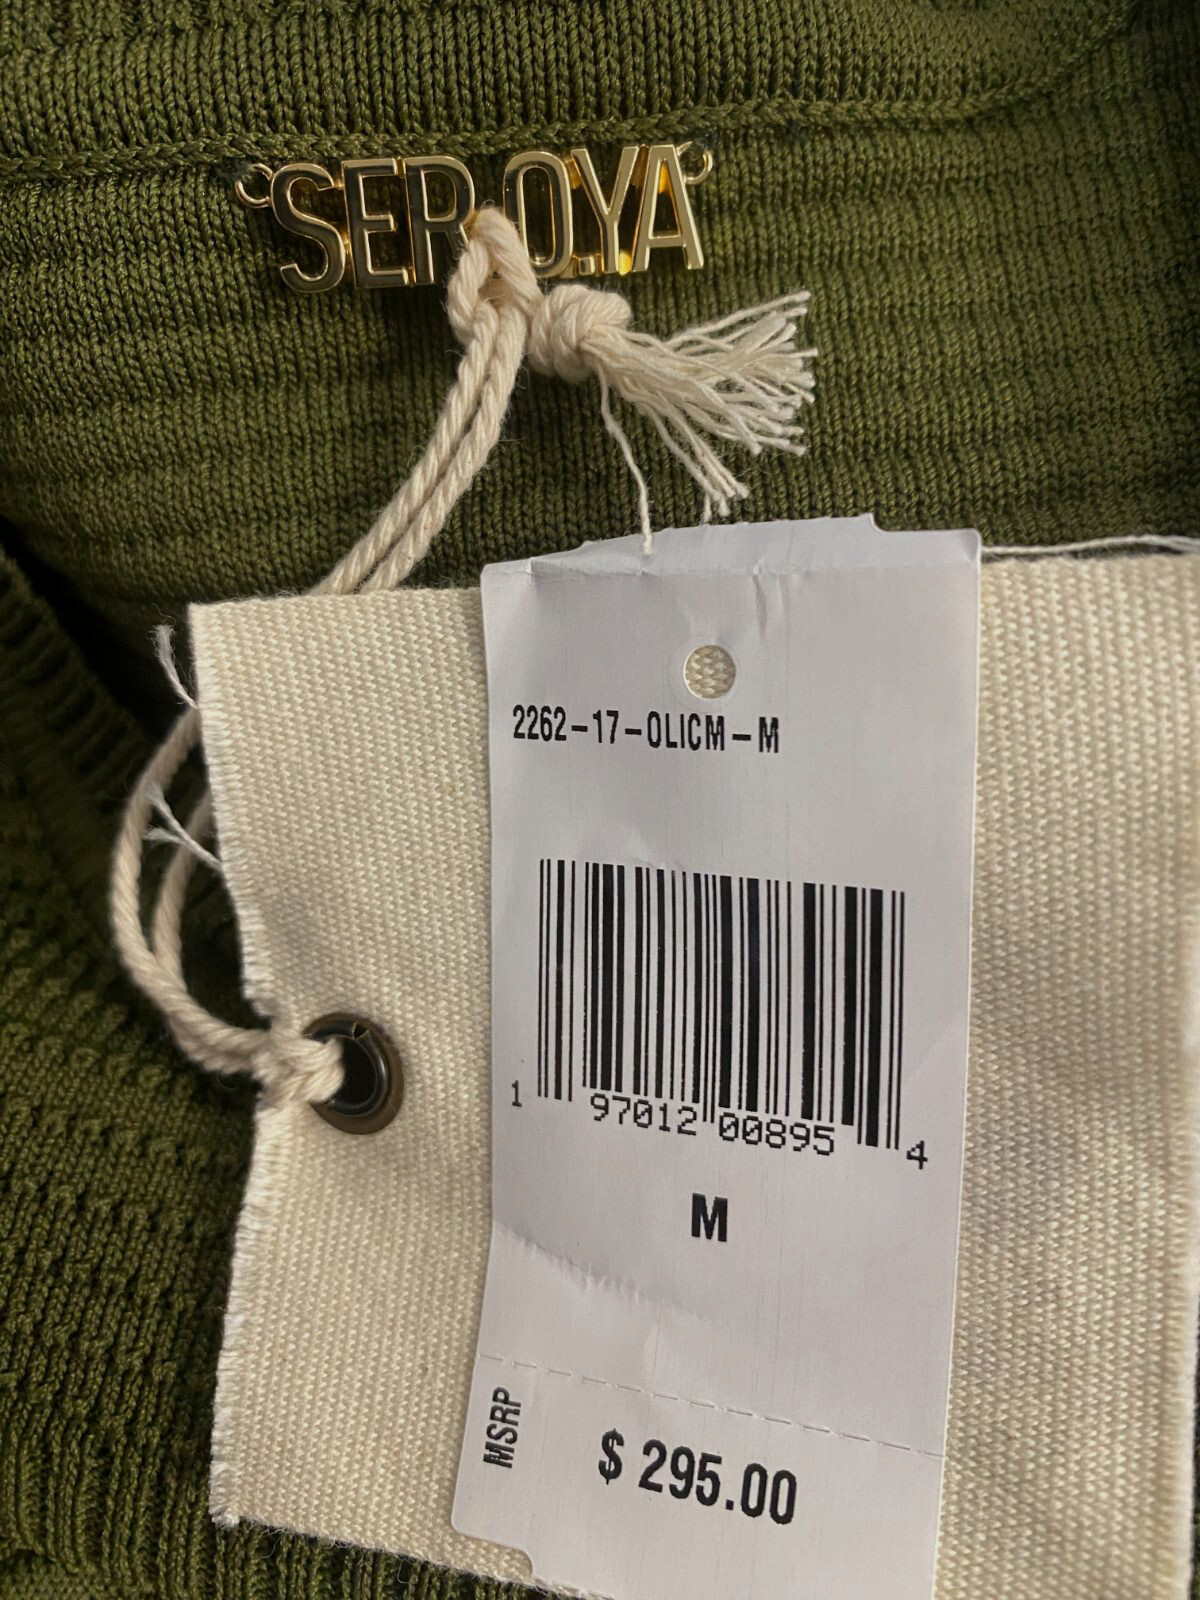 SER.O.YA
2262-17-OLICM-M
1 97012 00895 4
M
MSRP
$ 295.00